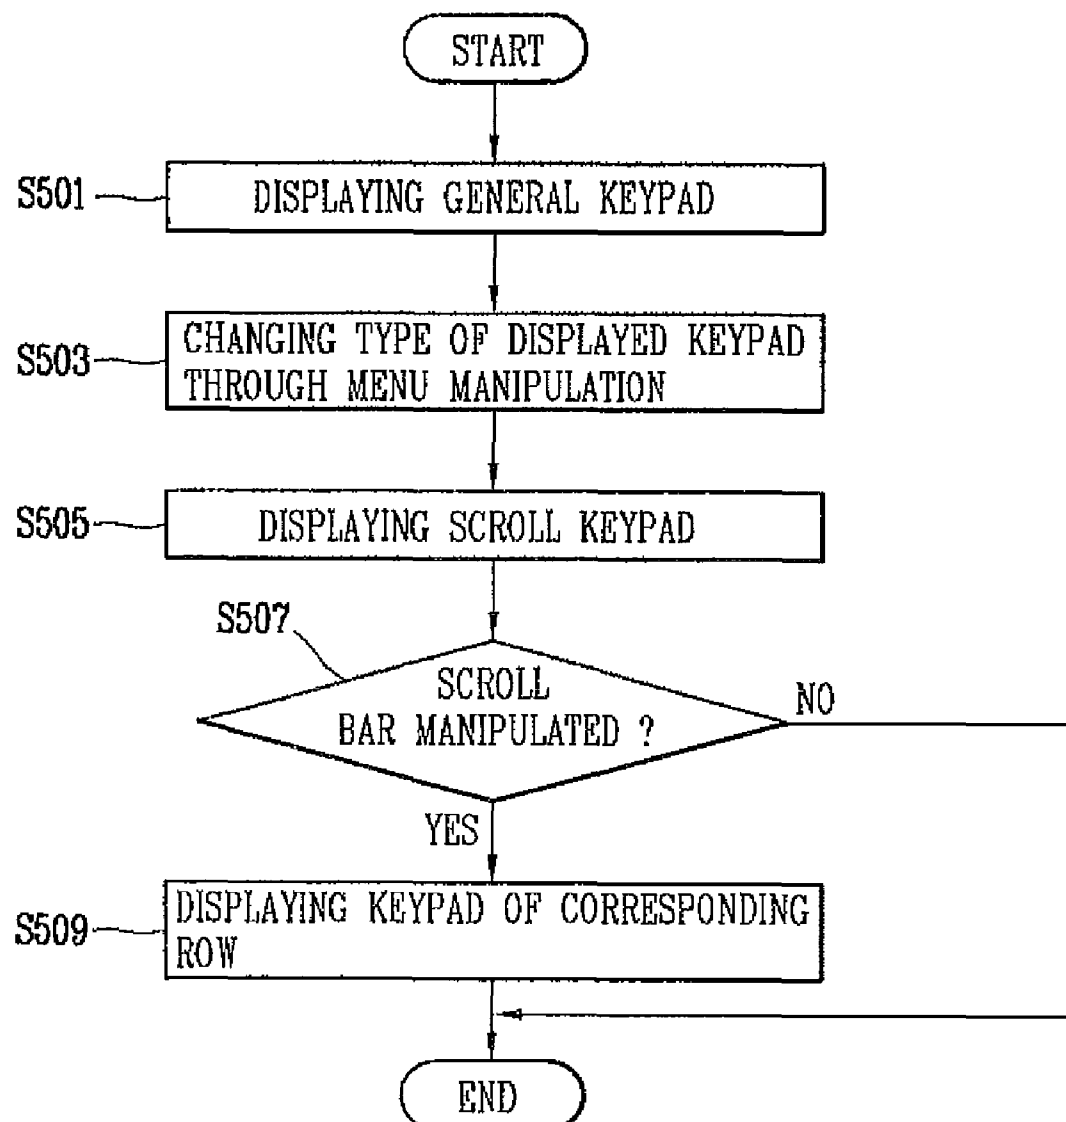 START
S501
DISPLAYING GENERAL KEYPAD
S503
CHANGING TYPE OF DISPLAYED KEYPAD
THROUGH MENU MANIPULATION
S505
DISPLAYING SCROLL KEYPAD
S507
SCROLL
BAR MANIPULATED ?
NO
YES
S509
DISPLAYING KEYPAD OF CORRESPONDING
ROW
END